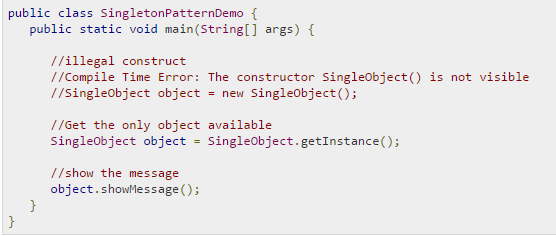 public class SingletonPatternDemo {
public static void main(String[] args) {
//illegal construct
//Compile Time Error: The constructor SingleObject() is not visible
//SingleObject object = new SingleObject();
//Get the only object available
SingleObject object = SingleObject.getInstance();
//show the message
object.showMessage();
}
}